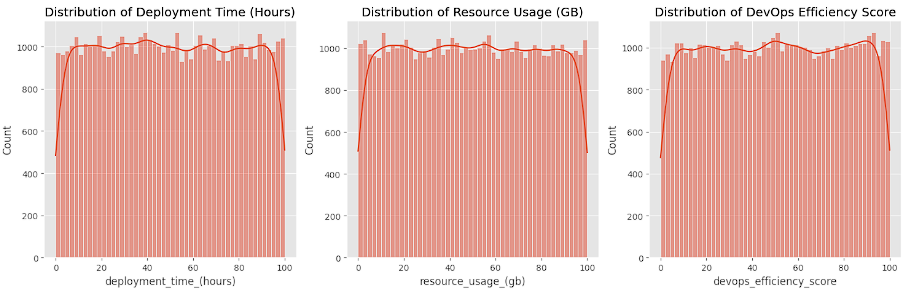 Distribution of Deployment Time (Hours)
Count
1000
800
600
400
200
0
0 20 40 60 80 100
deployment_time_(hours)
Distribution of Resource Usage (GB)
Count
1000
800
600
400
200
0
0 20 40 60 80 100
resource_usage_(gb)
Distribution of DevOps Efficiency Score
Count
1000
800
600
400
200
0
0 20 40 60 80 100
devops_efficiency_score